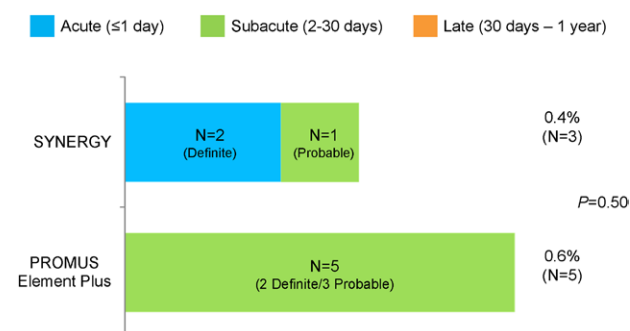 Acute (≤1 day) Subacute (2-30 days) Late (30 days – 1 year)
SYNERGY
N=2
(Definite)
N=1
(Probable)
0.4%
(N=3)
P=0.50
PROMUS
Element Plus
N=5
(2 Definite/3 Probable)
0.6%
(N=5)